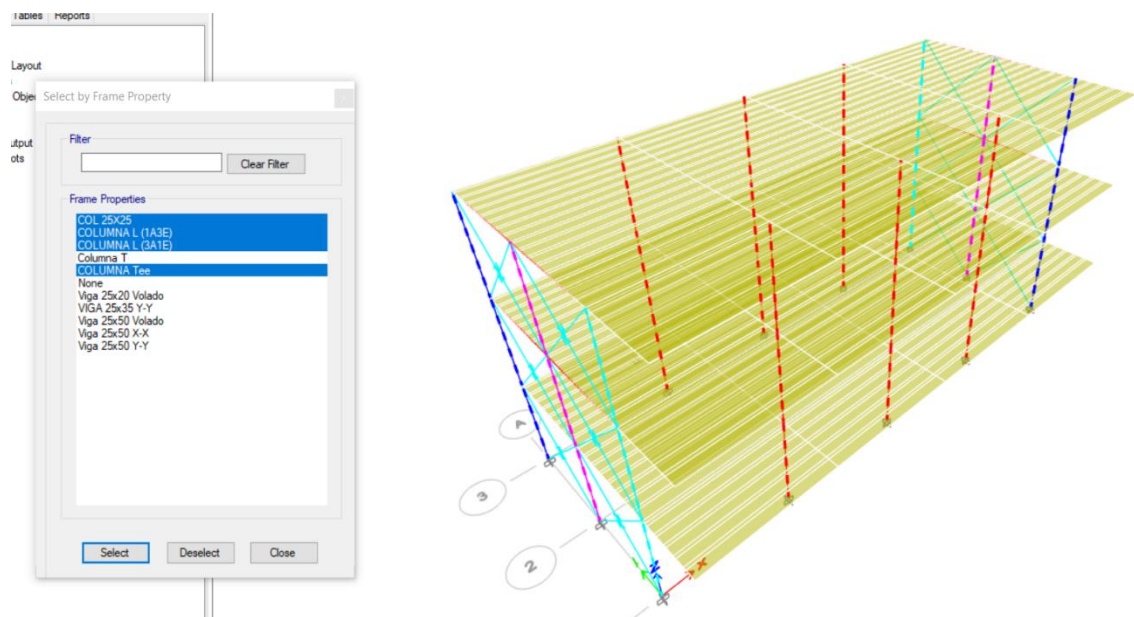 Tables Reports
Layout
Obje
utput
ots
Select by Frame Property
Filter
Clear Filter
Frame Properties
COL 25X25
COLUMNA L (1A3E)
COLUMNA L (3A1E)
Columna T
COLUMNA Tee
None
Viga 25x20 Volado
VIGA 25x35 Y-Y
Viga 25x50 Volado
Viga 25x50 X-X
Viga 25x50 Y-Y
Select Deselect Close
A
3
2
X